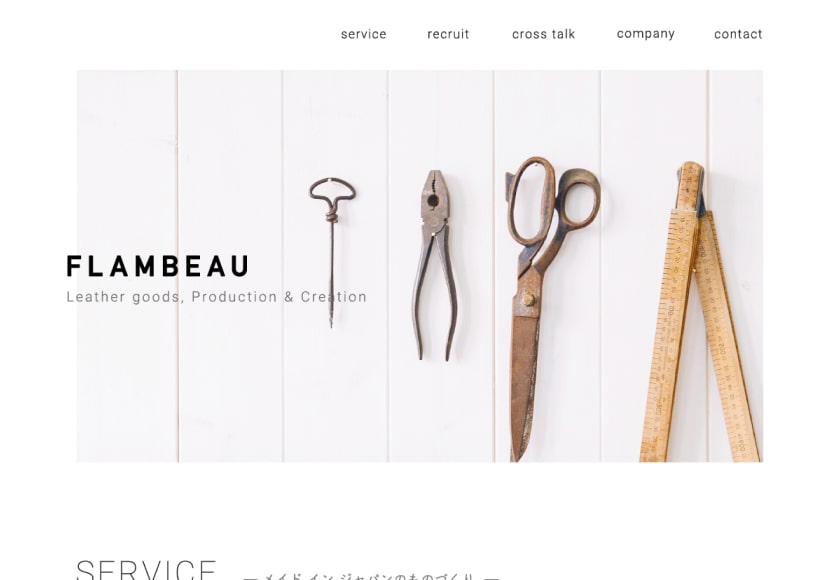 service recruit cross talk company contact
FLAMBEAU
Leather goods, Production & Creation
SERVICE — メイド イン ジャパンのものづくり —